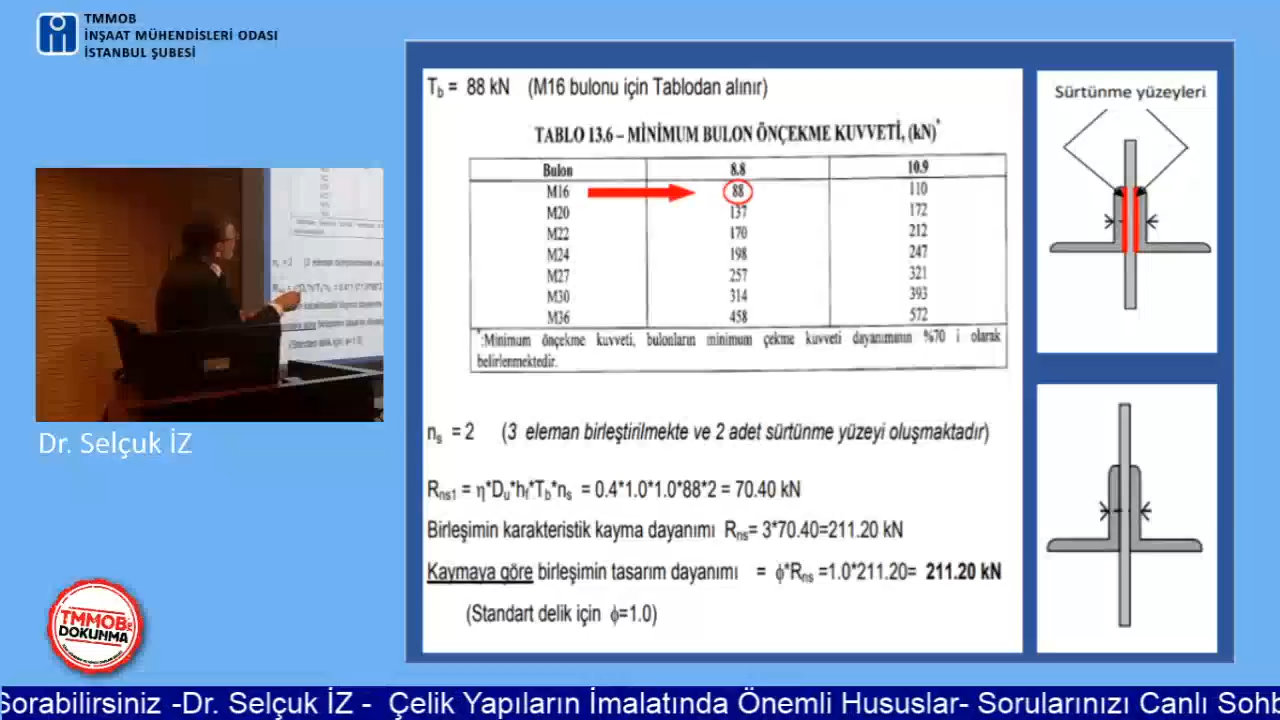 TMMOB
İNŞAAT MÜHENDİSLERİ ODASI
İSTANBUL ŞUBESİ
Dr. Selçuk İZ
TMMOB'ye
DOKUNMA
T_b = 88 kN (M16 bulonu için Tablodan alınır)
TABLO 13.6 – MİNİMUM BULON ÖNÇEKME KUVVETİ, (kN)*
Bulon 8.8 10.9
M16 88 110
M20 137 172
M22 170 212
M24 198 247
M27 257 321
M30 314 393
M36 458 572
*:Minimum önçekme kuvveti, bulonların minimum çekme kuvveti dayanımının %70 i olarak
belirlenmektedir.
n_s = 2 (3 eleman birleştirilmekte ve 2 adet sürtünme yüzeyi oluşmaktadır)
R_ns1 = η*D_u*h_f*T_b*n_s = 0.4*1.0*1.0*88*2 = 70.40 kN
Birleşimin karakteristik kayma dayanımı R_ns= 3*70.40=211.20 kN
Kaymaya göre birleşimin tasarım dayanımı = ϕ*R_ns =1.0*211.20= 211.20 kN
(Standart delik için ϕ=1.0)
Sürtünme yüzeyleri
Sorabilirsiniz -Dr. Selçuk İZ - Çelik Yapıların İmalatında Önemli Hususlar- Sorularınızı Canlı